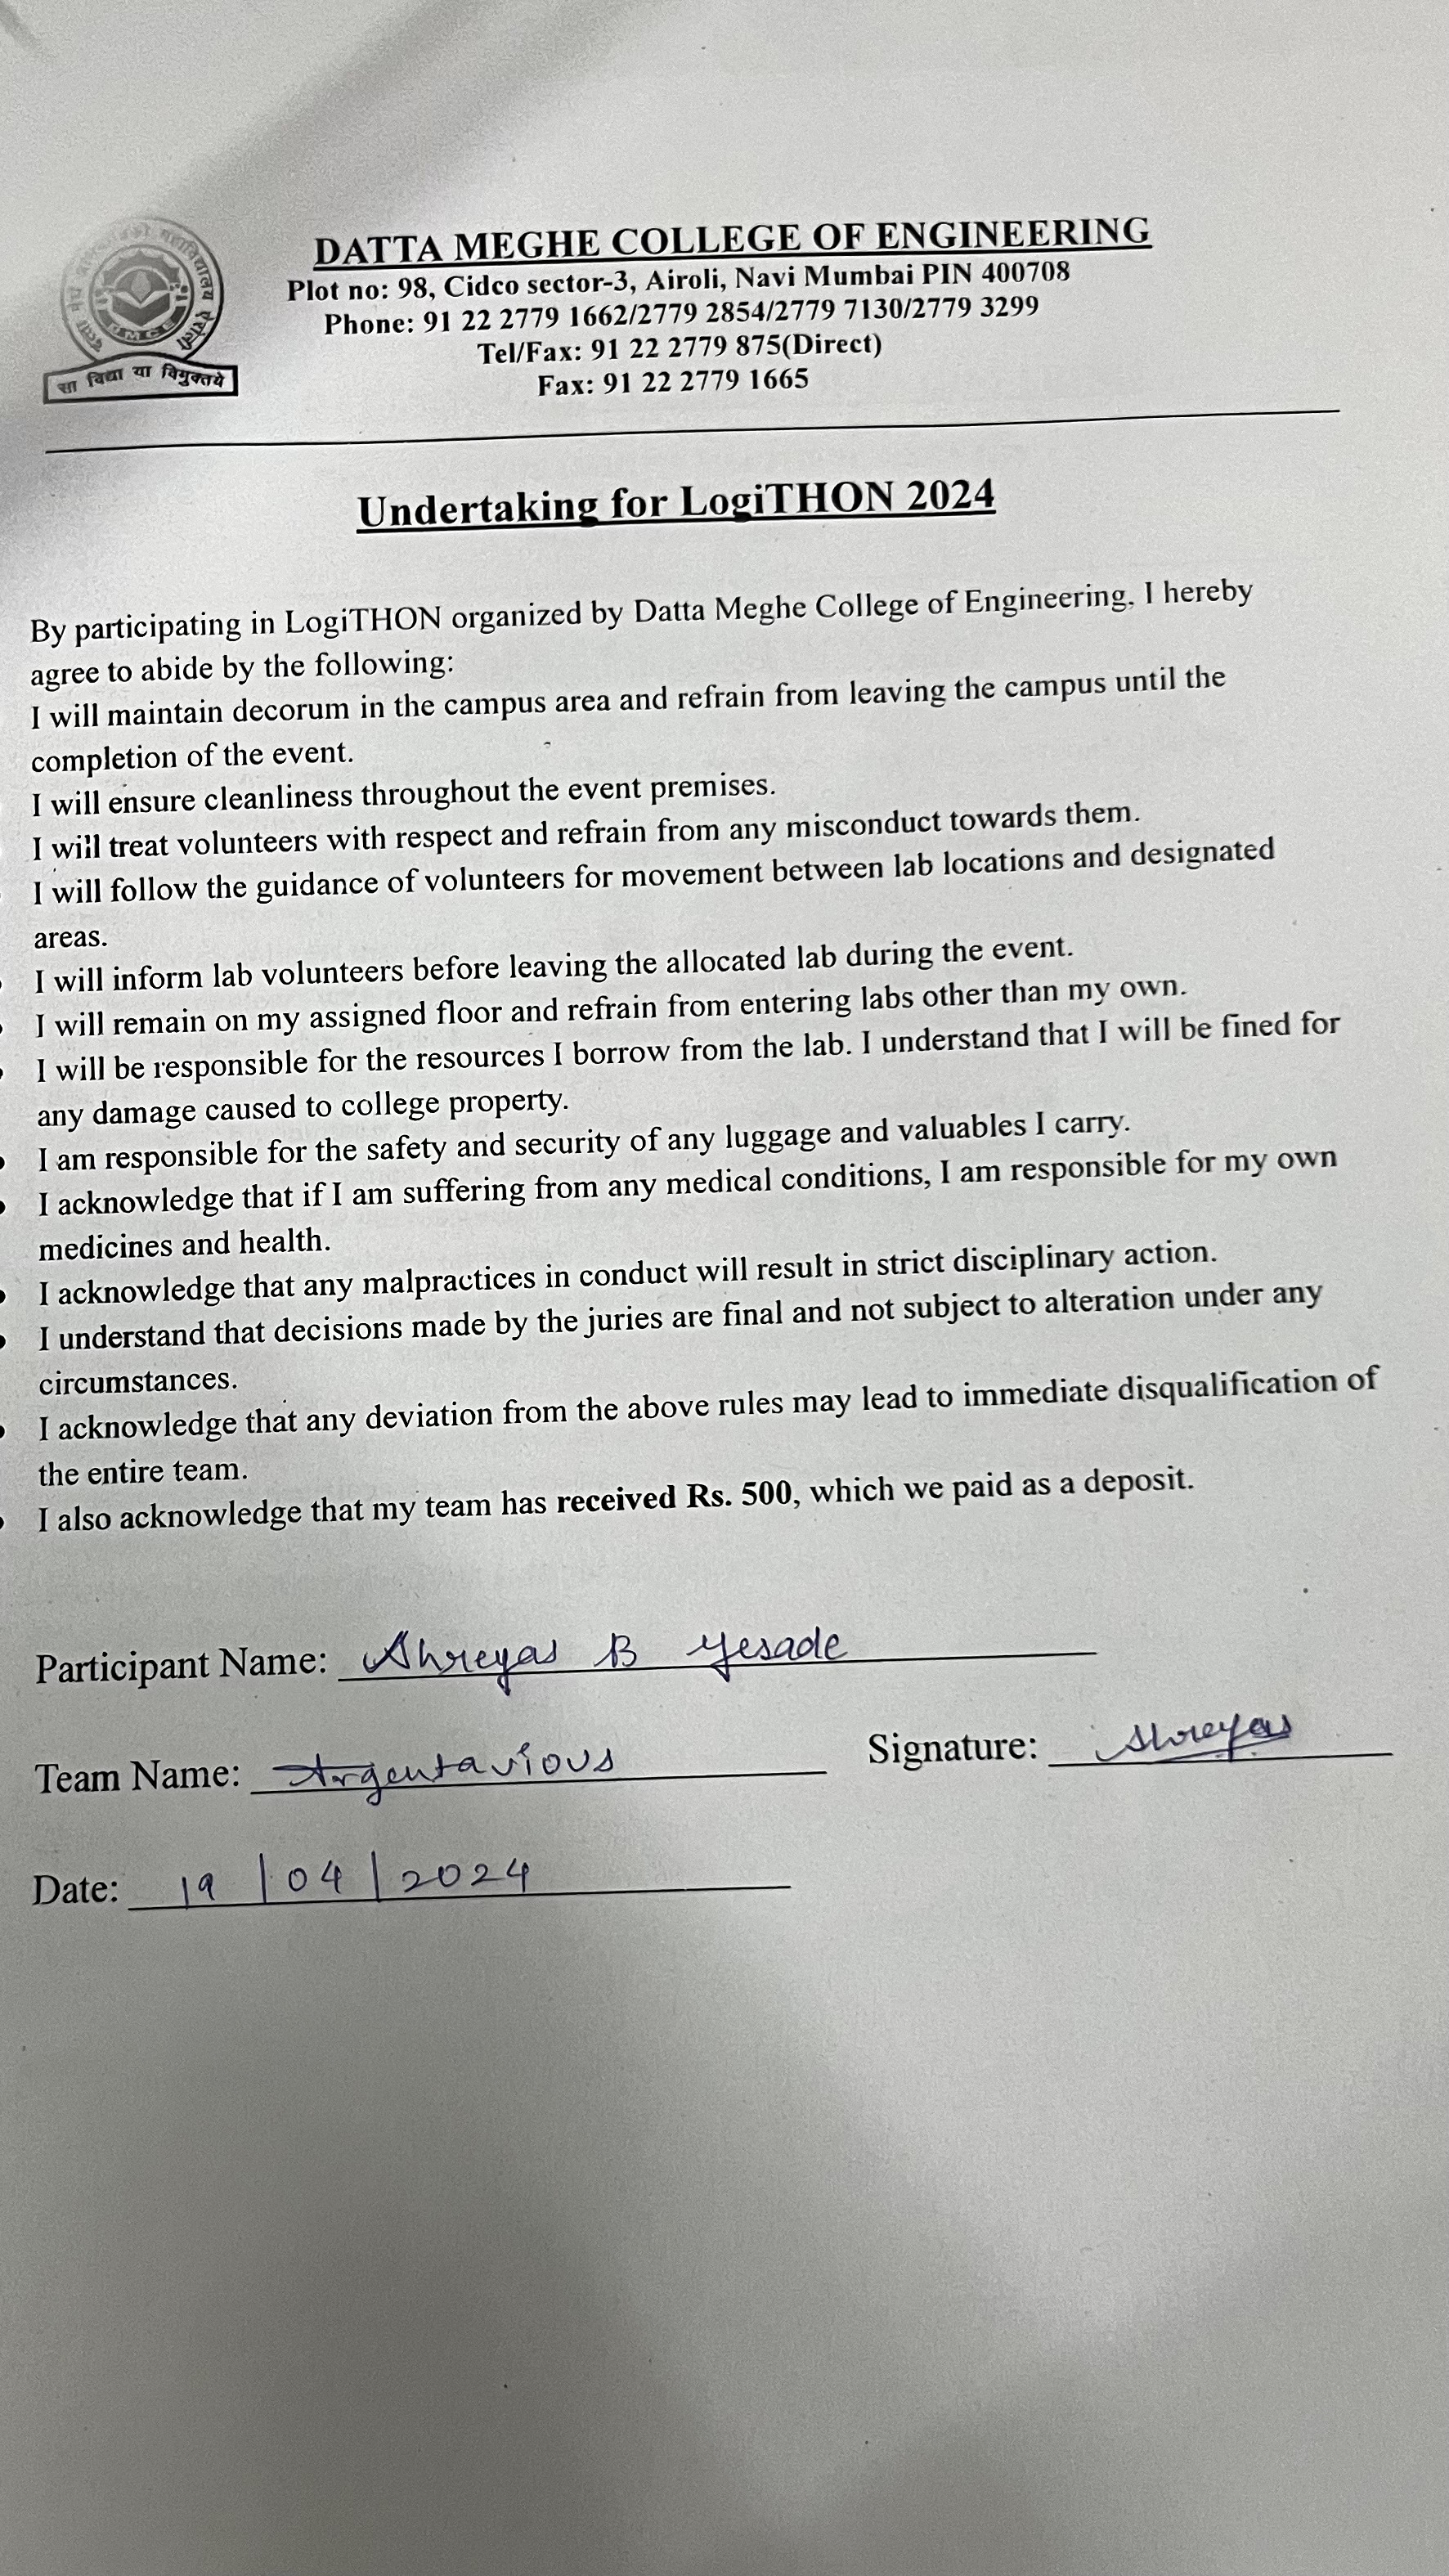 DATTA MEGHE COLLEGE OF ENGINEERING
Plot no: 98, Cidco sector-3, Airoli, Navi Mumbai PIN 400708
Phone: 91 22 2779 1662/2779 2854/2779 7130/2779 3299
Tel/Fax: 91 22 2779 875(Direct)
Fax: 91 22 2779 1665
सा विद्या या विमुक्तये
Undertaking for LogiTHON 2024
By participating in LogiTHON organized by Datta Meghe College of Engineering, I hereby
agree to abide by the following:
I will maintain decorum in the campus area and refrain from leaving the campus until the
completion of the event.
I will ensure cleanliness throughout the event premises.
I will treat volunteers with respect and refrain from any misconduct towards them.
I will follow the guidance of volunteers for movement between lab locations and designated
areas.
I will inform lab volunteers before leaving the allocated lab during the event.
I will remain on my assigned floor and refrain from entering labs other than my own.
I will be responsible for the resources I borrow from the lab. I understand that I will be fined for
any damage caused to college property.
I am responsible for the safety and security of any luggage and valuables I carry.
I acknowledge that if I am suffering from any medical conditions, I am responsible for my own
medicines and health.
I acknowledge that any malpractices in conduct will result in strict disciplinary action.
I understand that decisions made by the juries are final and not subject to alteration under any
circumstances.
I acknowledge that any deviation from the above rules may lead to immediate disqualification of
the entire team.
I also acknowledge that my team has received Rs. 500, which we paid as a deposit.
Participant Name: Shreyas B Yesade
Team Name: Argentavious Signature: Shreyas
Date: 19/04/2024